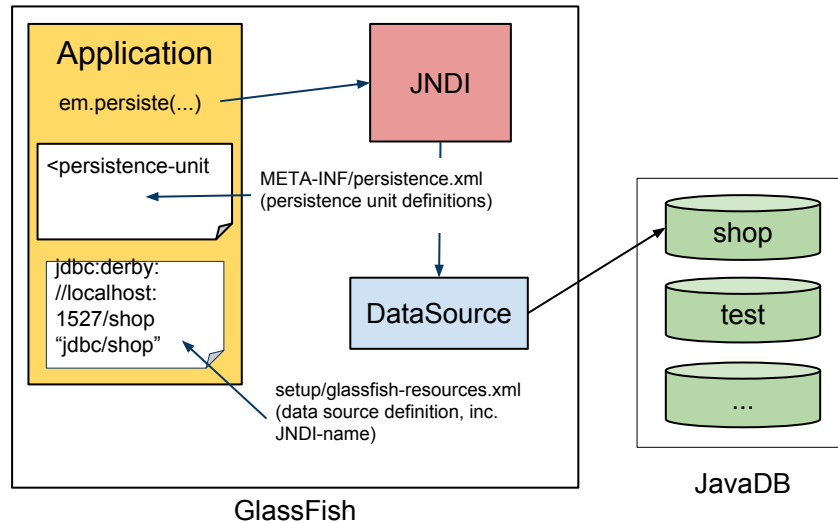 Application
em.persiste(...)
JNDI
<persistence-unit
META-INF/persistence.xml
(persistence unit definitions)
jdbc:derby:
//localhost:
1527/shop
“jdbc/shop”
DataSource
setup/glassfish-resources.xml
(data source definition, inc.
JNDI-name)
shop
test
...
JavaDB
GlassFish